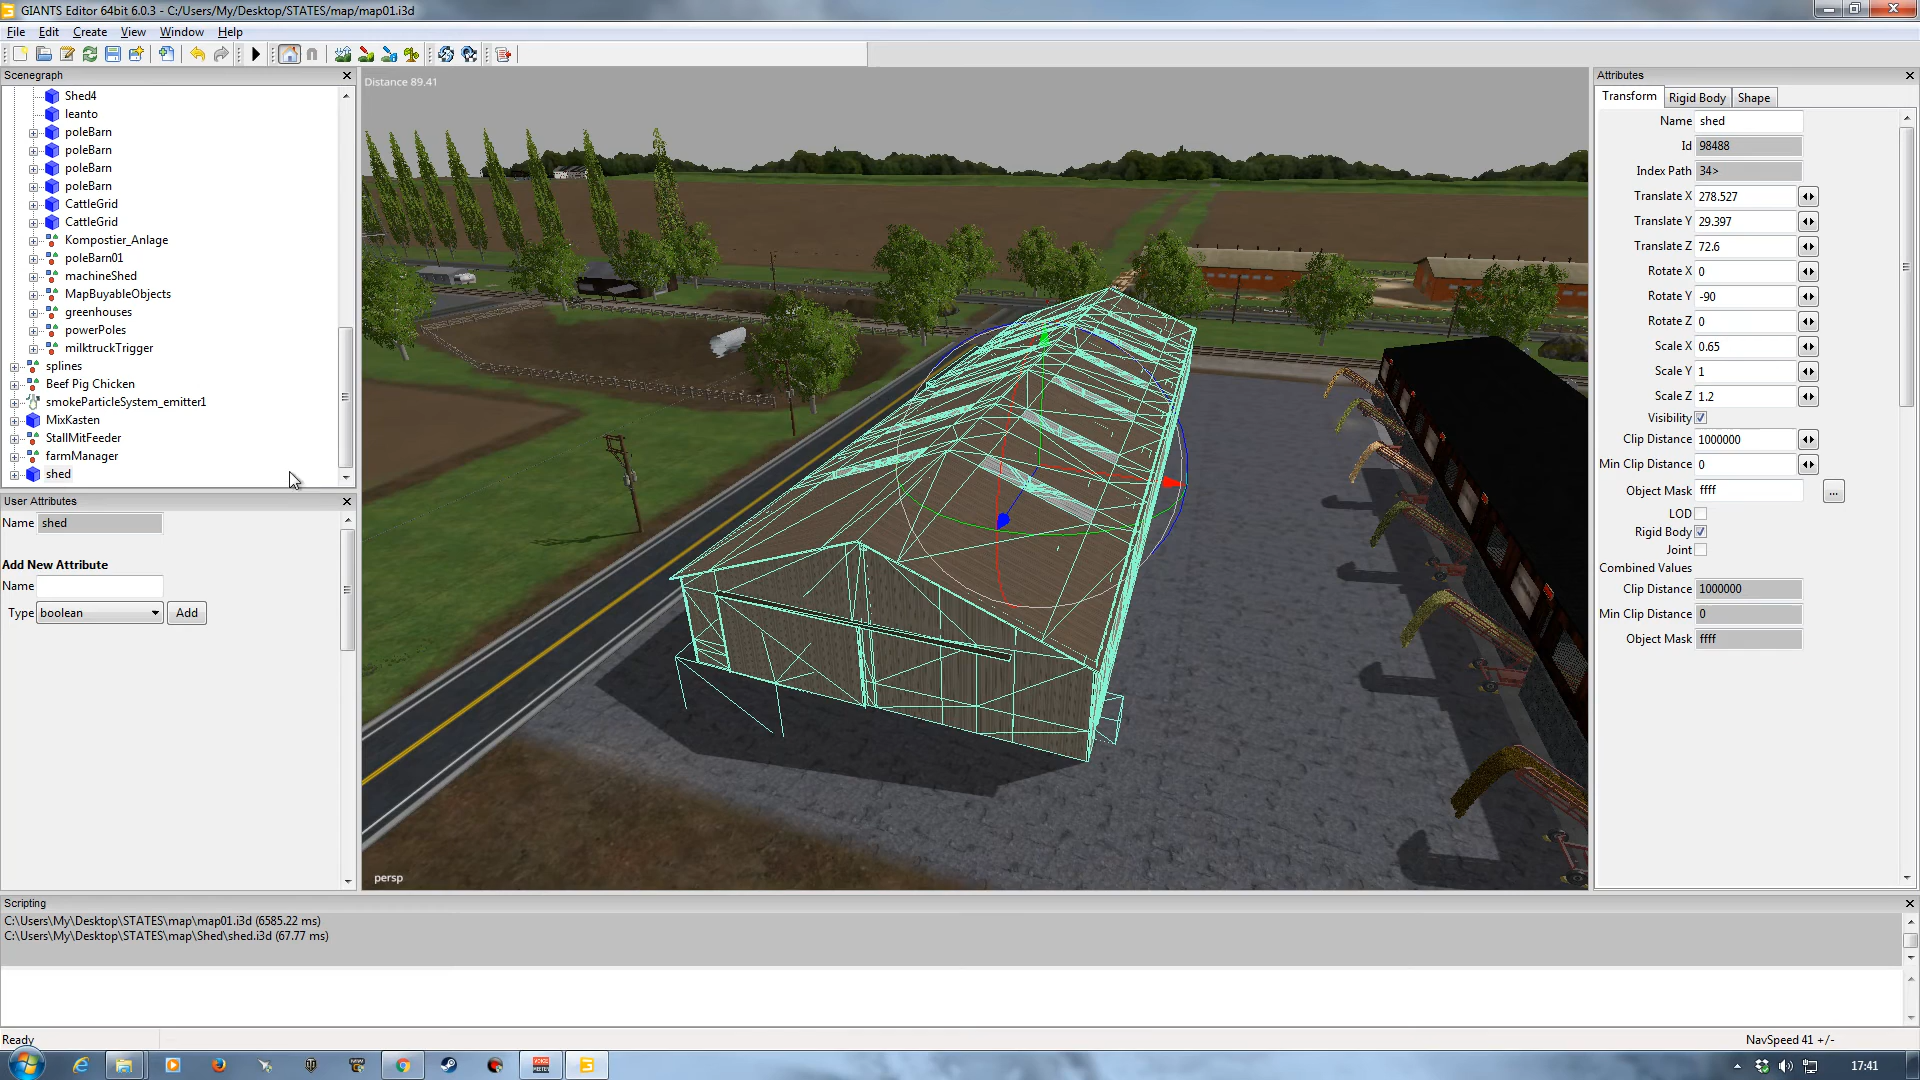 GIANTS Editor 64bit 6.0.3 - C:/Users/My/Desktop/STATES/map/map01.i3d
File Edit Create View Window Help
Scenegraph
Shed4
leanto
poleBarn
poleBarn
poleBarn
poleBarn
CattleGrid
CattleGrid
Kompostier_Anlage
poleBarn01
machineShed
MapBuyableObjects
greenhouses
powerPoles
milktruckTrigger
splines
Beef Pig Chicken
smokeParticleSystem_emitter1
MixKasten
StallMitFeeder
farmManager
shed
User Attributes
Name shed
Add New Attribute
Name
Type boolean Add
Distance 89.41
persp
Attributes
Transform Rigid Body Shape
Name shed
Id 98488
Index Path 34>
Translate X 278.527
Translate Y 29.397
Translate Z 72.6
Rotate X 0
Rotate Y -90
Rotate Z 0
Scale X 0.65
Scale Y 1
Scale Z 1.2
Visibility
Clip Distance 1000000
Min Clip Distance 0
Object Mask ffff ...
LOD
Rigid Body
Joint
Combined Values
Clip Distance 1000000
Min Clip Distance 0
Object Mask ffff
Scripting
C:\Users\My\Desktop\STATES\map\map01.i3d (6585.22 ms)
C:\Users\My\Desktop\STATES\map\Shed\shed.i3d (67.77 ms)
Ready
NavSpeed 41 +/-
17:41